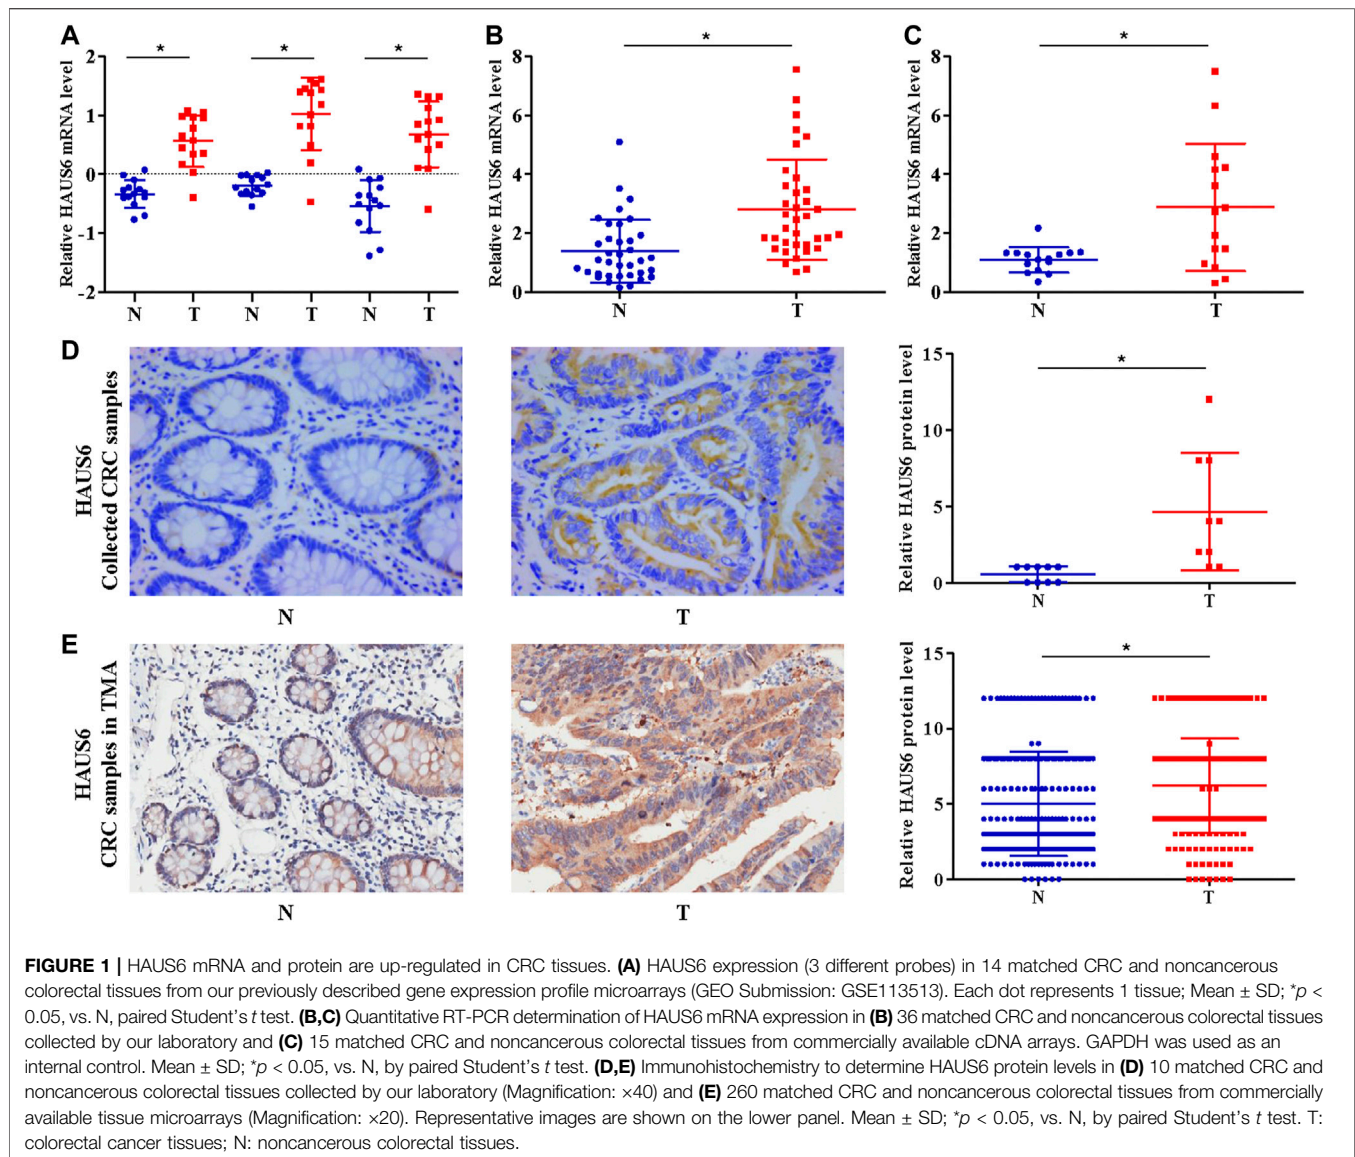 A
Relative HAUS6 mRNA level
2
1
0
-1
-2
*
*
*
N
T
N
T
N
T
B
Relative HAUS6 mRNA level
8
6
4
2
0
*
N
T
C
Relative HAUS6 mRNA level
8
6
4
2
0
*
N
T
D
HAUS6
Collected CRC samples
N
T
Relative HAUS6 protein level
15
10
5
0
*
N
T
E
HAUS6
CRC samples in TMA
N
T
Relative HAUS6 protein level
15
10
5
0
*
N
T
FIGURE 1 | HAUS6 mRNA and protein are up-regulated in CRC tissues. (A) HAUS6 expression (3 different probes) in 14 matched CRC and noncancerous
colorectal tissues from our previously described gene expression profile microarrays (GEO Submission: GSE113513). Each dot represents 1 tissue; Mean ± SD; *p <
0.05, vs. N, paired Student's t test. (B,C) Quantitative RT-PCR determination of HAUS6 mRNA expression in (B) 36 matched CRC and noncancerous colorectal tissues
collected by our laboratory and (C) 15 matched CRC and noncancerous colorectal tissues from commercially available cDNA arrays. GAPDH was used as an
internal control. Mean ± SD; *p < 0.05, vs. N, by paired Student's t test. (D,E) Immunohistochemistry to determine HAUS6 protein levels in (D) 10 matched CRC and
noncancerous colorectal tissues collected by our laboratory (Magnification: ×40) and (E) 260 matched CRC and noncancerous colorectal tissues from commercially
available tissue microarrays (Magnification: ×20). Representative images are shown on the lower panel. Mean ± SD; *p < 0.05, vs. N, by paired Student's t test. T:
colorectal cancer tissues; N: noncancerous colorectal tissues.